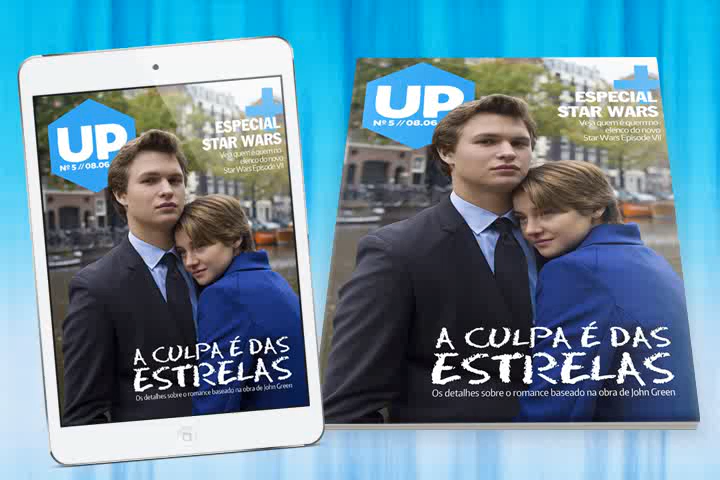 UP
Nº 5 // 08.06
ESPECIAL
STAR WARS
Veja quem é quem no
elenco do novo
Star Wars Episode VII
A CULPA É DAS
ESTRELAS
Os detalhes sobre o romance baseado na obra de John Green
UP
Nº 5 // 08.06
ESPECIAL
STAR WARS
Veja quem é quem no
elenco do novo
Star Wars Episode VII
A CULPA É DAS
ESTRELAS
Os detalhes sobre o romance baseado na obra de John Green